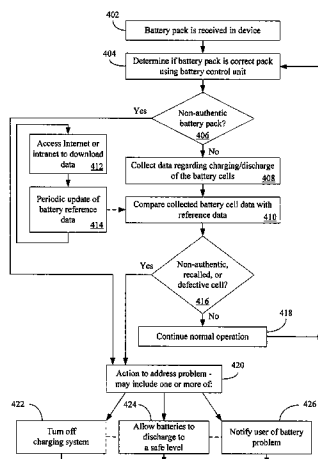 402
Battery pack is received in device
404
Determine if battery pack is correct pack
using battery control unit
Yes
Non-authentic
battery pack?
406
No
Access Internet or
intranet to download
data
412
Collect data regarding charging/discharge
of the battery cells
408
Periodic update of
battery reference
data
414
Compare collected battery cell data with
reference data
410
Yes
Non-authentic,
recalled, or
defective cell?
416
No
418
Continue normal operation
420
Action to address problem -
may include one or more of:
422
424
426
Turn off
charging system
Allow batteries to
discharge to
a safe level
Notify user of battery
problem